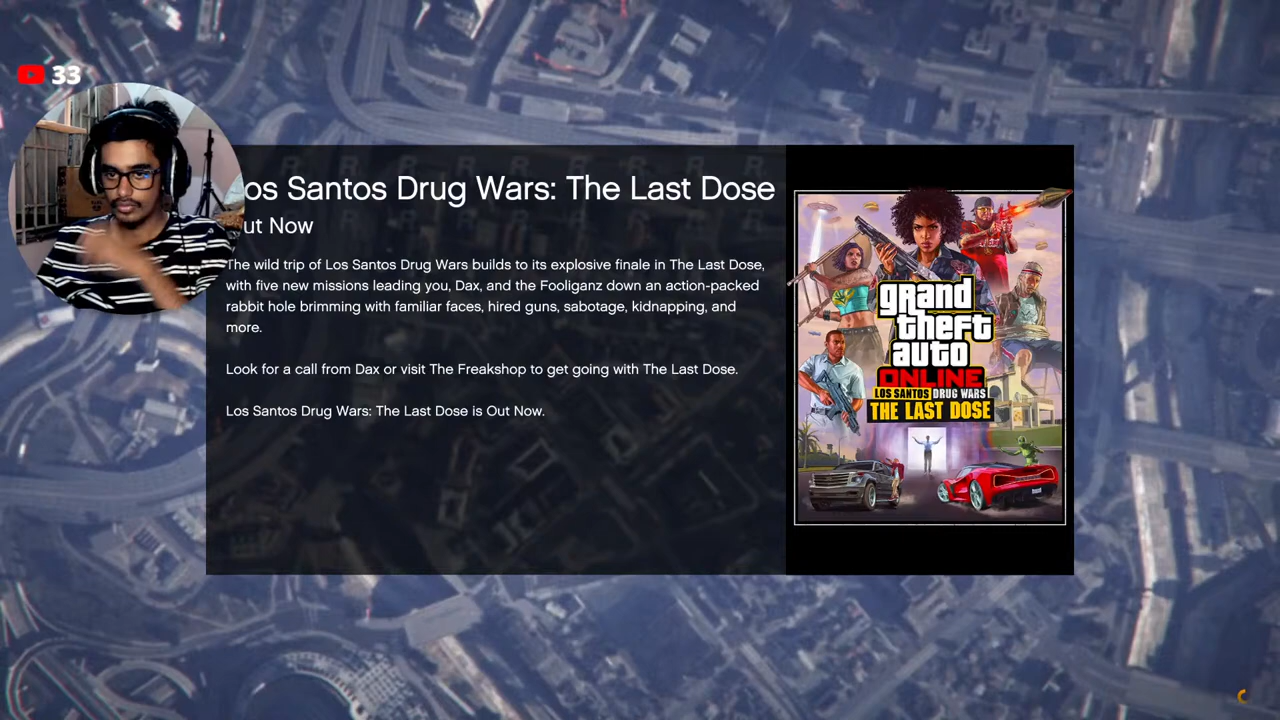 33
os Santos Drug Wars: The Last Dose
ut Now
The wild trip of Los Santos Drug Wars builds to its explosive finale in The Last Dose,
with five new missions leading you, Dax, and the Fooliganz down an action-packed
rabbit hole brimming with familiar faces, hired guns, sabotage, kidnapping, and
more.
Look for a call from Dax or visit The Freakshop to get going with The Last Dose.
Los Santos Drug Wars: The Last Dose is Out Now.
grand
theft
auto
ONLINE
LOS SANTOS DRUG WARS
THE LAST DOSE